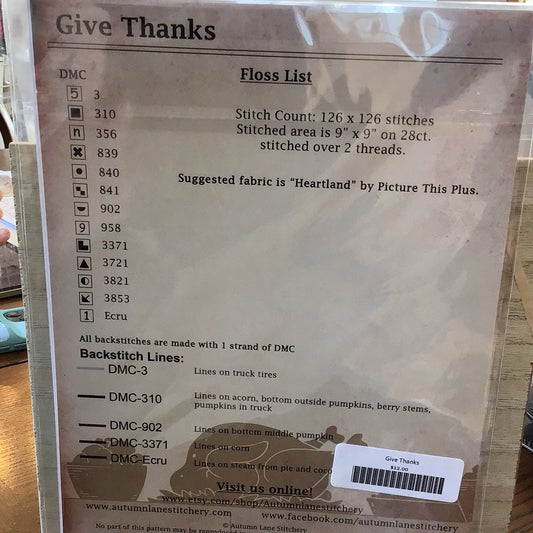 Give Thanks
DMC
Floss List
5 3
310
n 356
839
840
841
902
9 958
3371
3721
3821
3853
1 Ecru
Stitch Count: 126 x 126 stitches
Stitched area is 9" x 9" on 28ct.
stitched over 2 threads.
Suggested fabric is “Heartland” by Picture This Plus.
All backstitches are made with 1 strand of DMC
Backstitch Lines:
DMC-3 Lines on truck tires
DMC-310 Lines on acorn, bottom outside pumpkins, berry stems,
pumpkins in truck
DMC-902 Lines on bottom middle pumpkin
DMC-3371 Lines on corn
DMC-Ecru Lines on steam from pie and coco
Give Thanks
$12.00
Visit us online!
www.etsy.com/shop/Autumnlanestitchery
www.autumnlanestitchery.com www.facebook.com/autumnlanestitchery
© Autumn Lane Stitchery
No part of this pattern may be reproduced